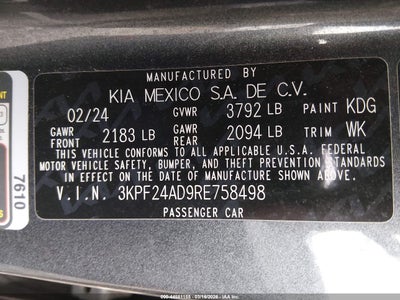 MANUFACTURED BY
KIA MEXICO S.A. DE C.V.
02/24 GVWR 3792 LB PAINT KDG
GAWR FRONT 2183 LB GAWR REAR 2094 LB TRIM WK
THIS VEHICLE CONFORMS TO ALL APPLICABLE U.S.A. FEDERAL
MOTOR VEHICLE SAFETY, BUMPER, AND THEFT PREVENTION STANDARDS
IN EFFECT ON THE DATE OF MANUFACTURE SHOWN ABOVE.
V.I.N. 3KPF24AD9RE758498
PASSENGER CAR
7610